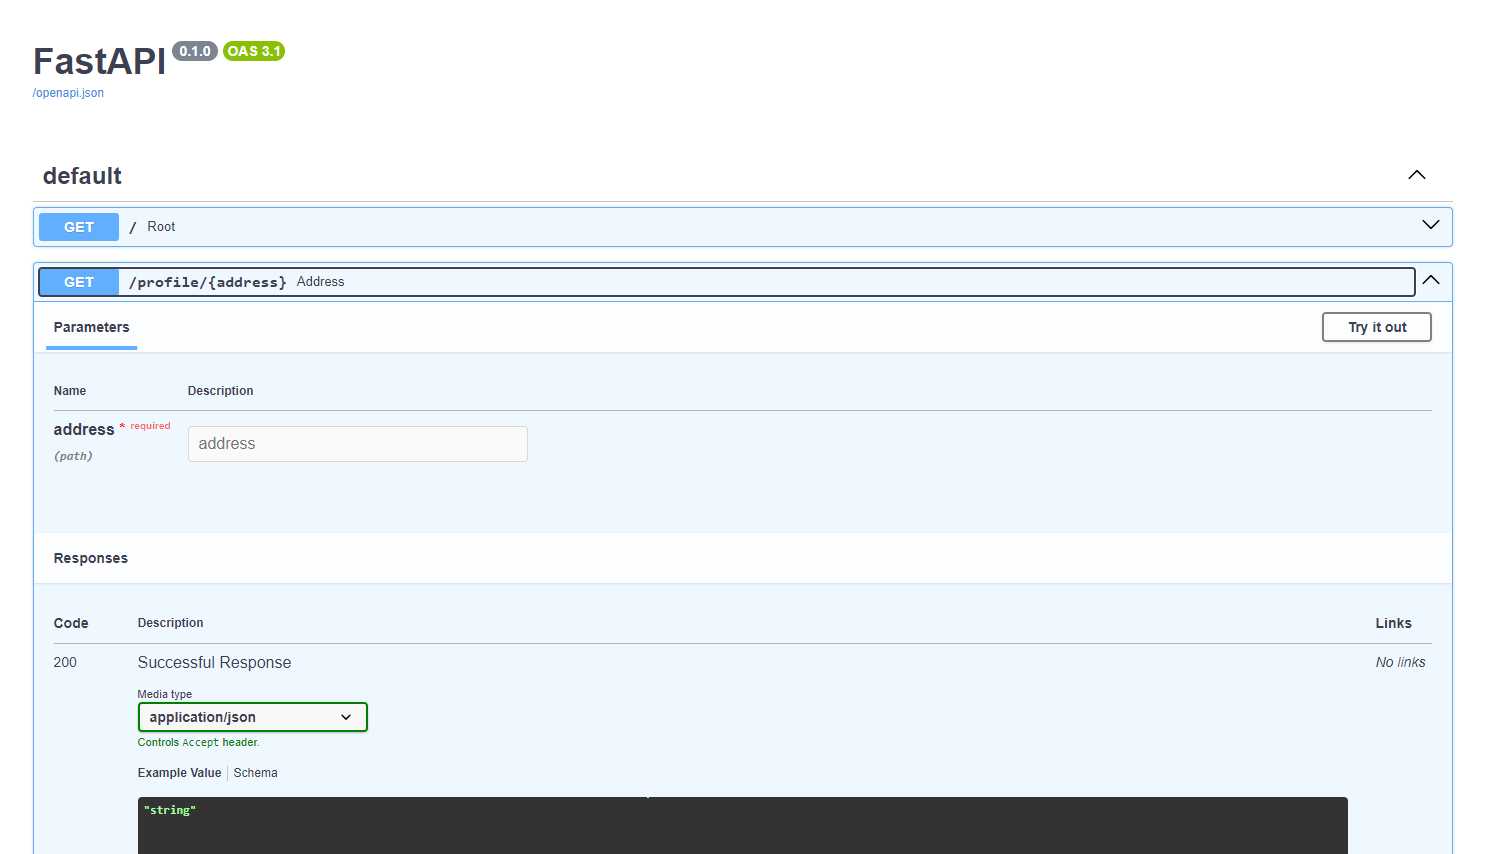 FastAPI 0.1.0 OAS 3.1
/openapi.json
default
GET / Root
GET /profile/{address} Address
Parameters Try it out
Name Description
address * required address
(path)
Responses
Code Description Links
200 Successful Response No links
Media type
application/json
Controls Accept header.
Example Value Schema
"string"